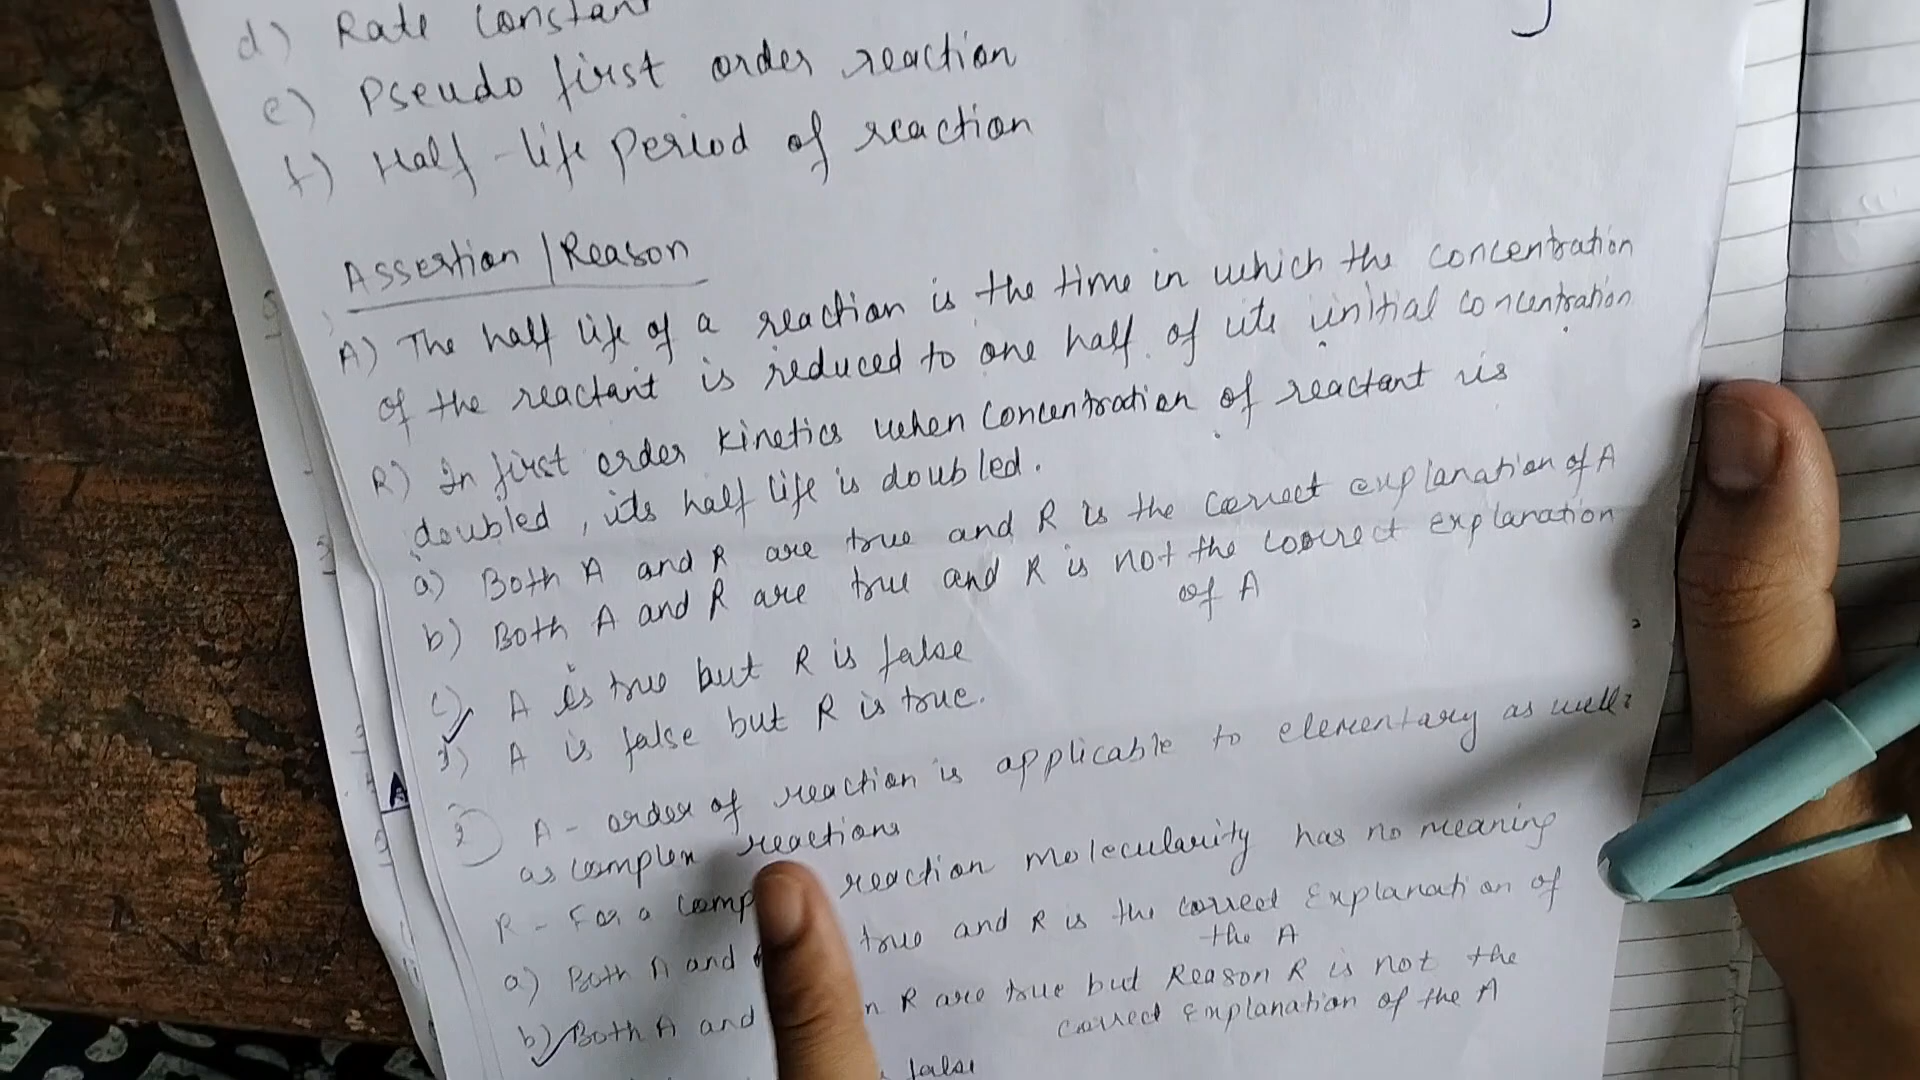 d) Rate Constant
e) Pseudo first order reaction
f) Half-life period of reaction
Assertion | Reason
A) The half life of a reaction is the time in which the concentration
of the reactant is reduced to one half of its initial concentration
R) In first order kinetics when concentration of reactant is
doubled, its half life is doubled.
a) Both A and R are true and R is the correct explanation of A
b) Both A and R are true and R is not the correct explanation
of A
c) A is true but R is false
d) A is false but R is true.
2) A - order of reaction is applicable to elementary as well
as complex reactions
R - For a comp reaction molecularity has no meaning
a) Both A and true and R is the correct Explanation of
the A
b) Both A and n R are true but Reason R is not the
correct Explanation of the A
false
A